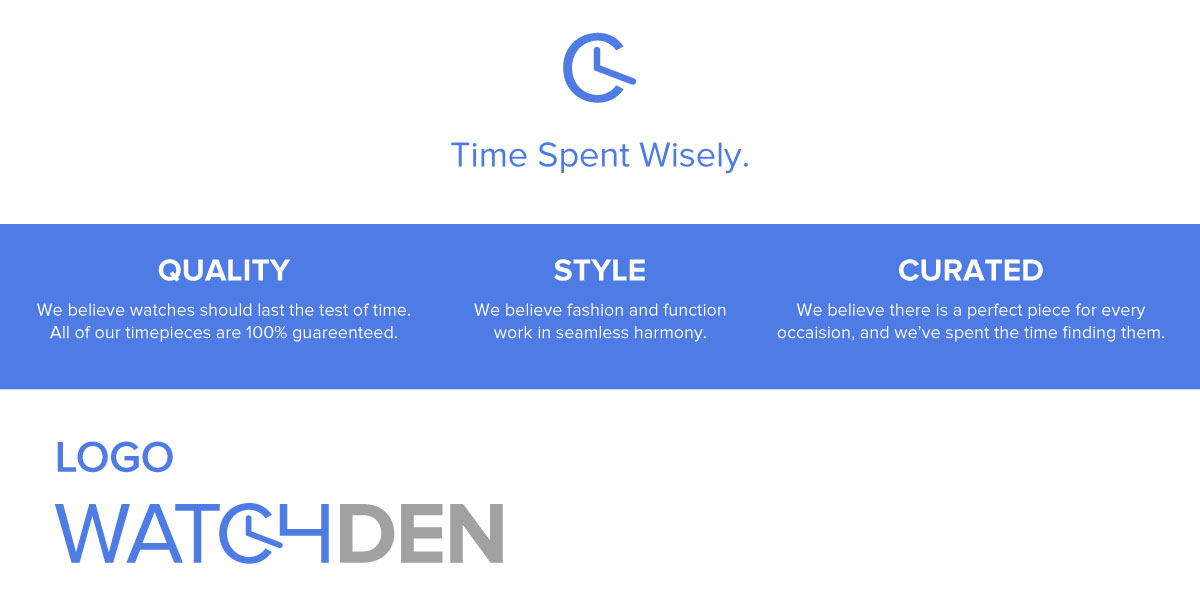 Time Spent Wisely.
QUALITY
We believe watches should last the test of time.
All of our timepieces are 100% guareenteed.
STYLE
We believe fashion and function
work in seamless harmony.
CURATED
We believe there is a perfect piece for every
occaision, and we've spent the time finding them.
LOGO
WATCHDEN